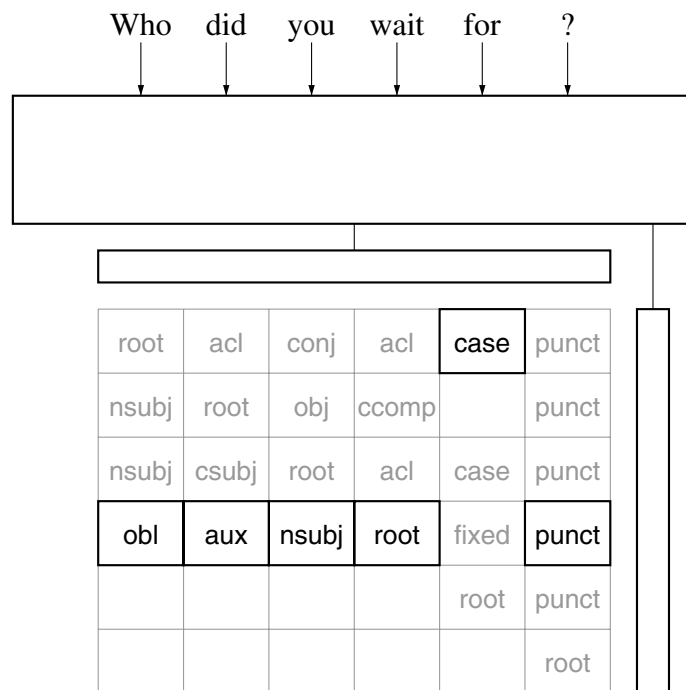 Who did you wait for ?
root acl conj acl case punct
nsubj root obj ccomp punct
nsubj csubj root acl case punct
obl aux nsubj root fixed punct
root punct
root